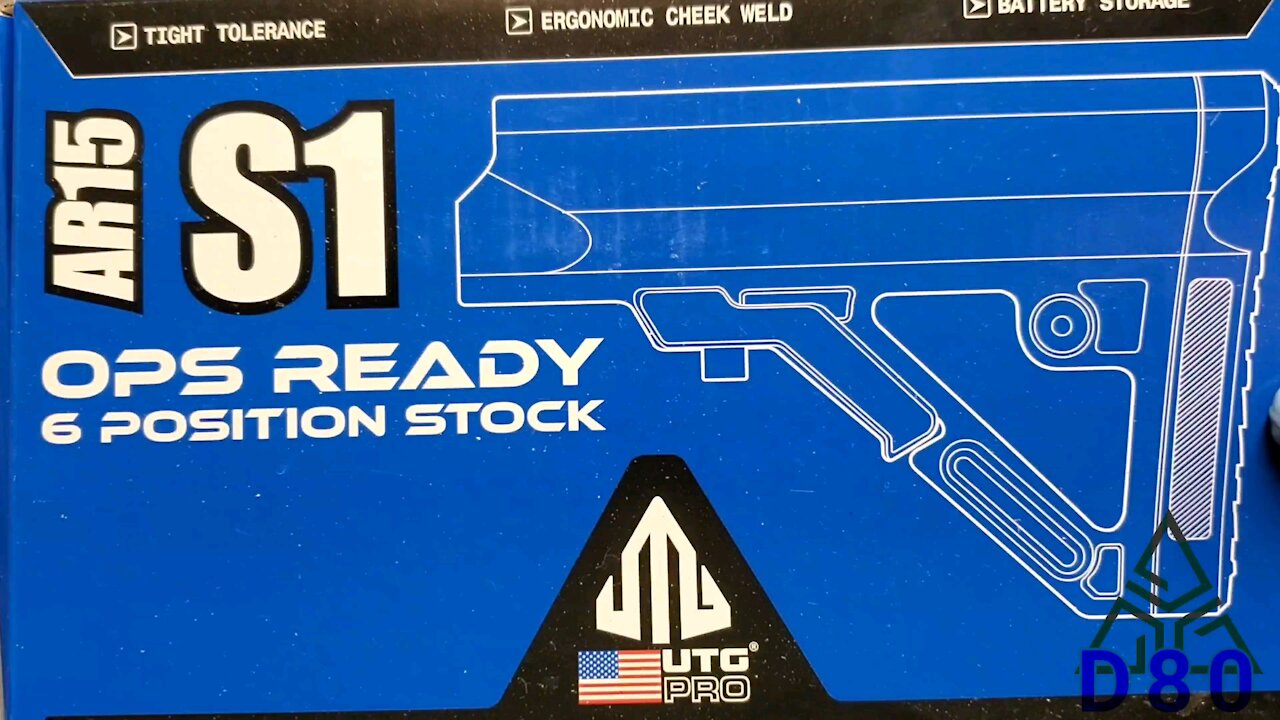 TIGHT TOLERANCE
ERGONOMIC CHEEK WELD
BATTERY STORAGE
AR15
S1
OPS READY
6 POSITION STOCK
UTG®
PRO
D80